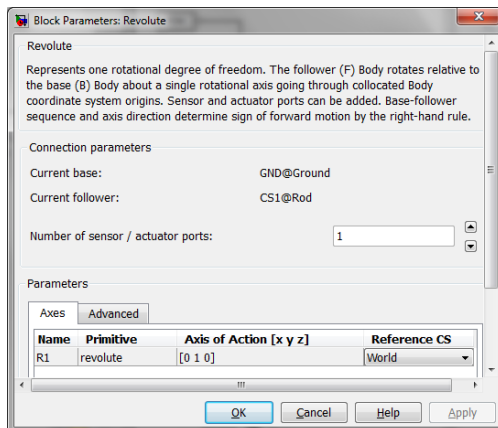 Block Parameters: Revolute
Revolute
Represents one rotational degree of freedom. The follower (F) Body rotates relative to
the base (B) Body about a single rotational axis going through collocated Body
coordinate system origins. Sensor and actuator ports can be added. Base-follower
sequence and axis direction determine sign of forward motion by the right-hand rule.
Connection parameters
Current base: GND@Ground
Current follower: CS1@Rod
Number of sensor / actuator ports: 1
Parameters
Axes Advanced
Name Primitive Axis of Action [x y z] Reference CS
R1 revolute [0 1 0] World
OK Cancel Help Apply